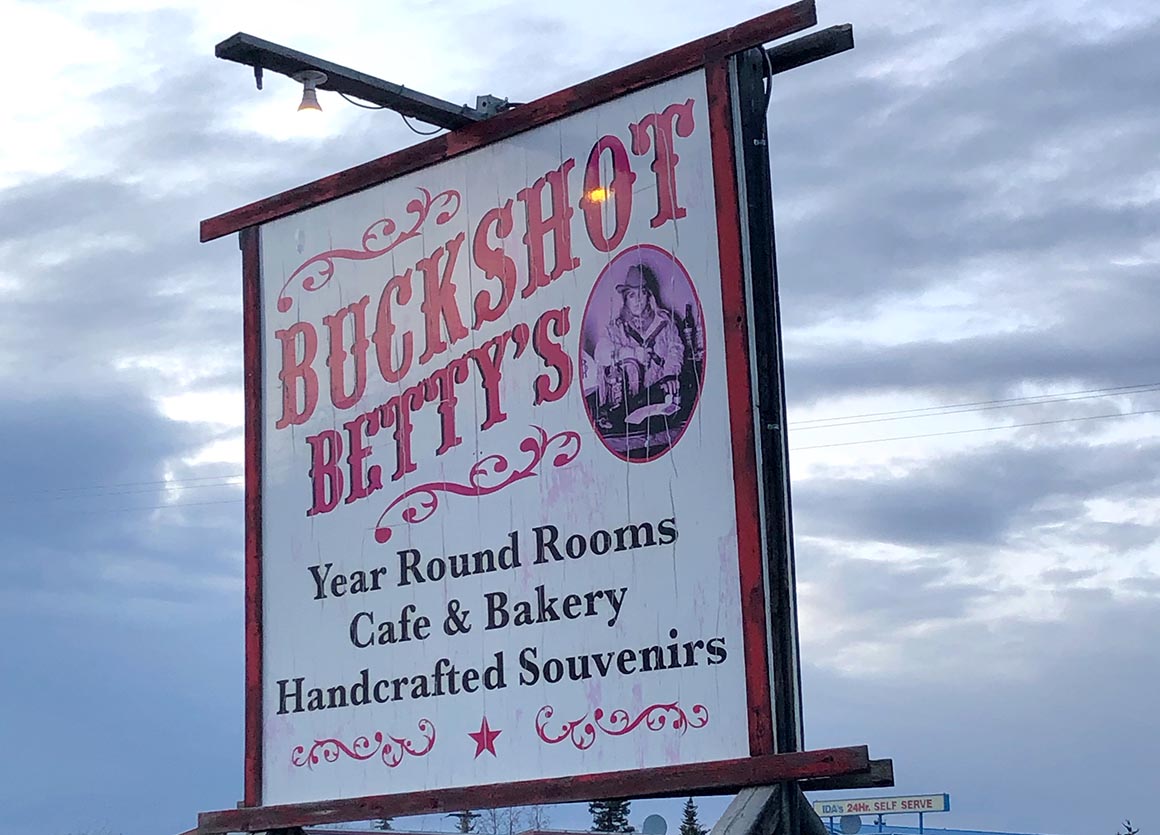 BUCKSHOT
BETTY'S
Year Round Rooms
Cafe & Bakery
Handcrafted Souvenirs
IDA's 24Hr. SELF SERVE